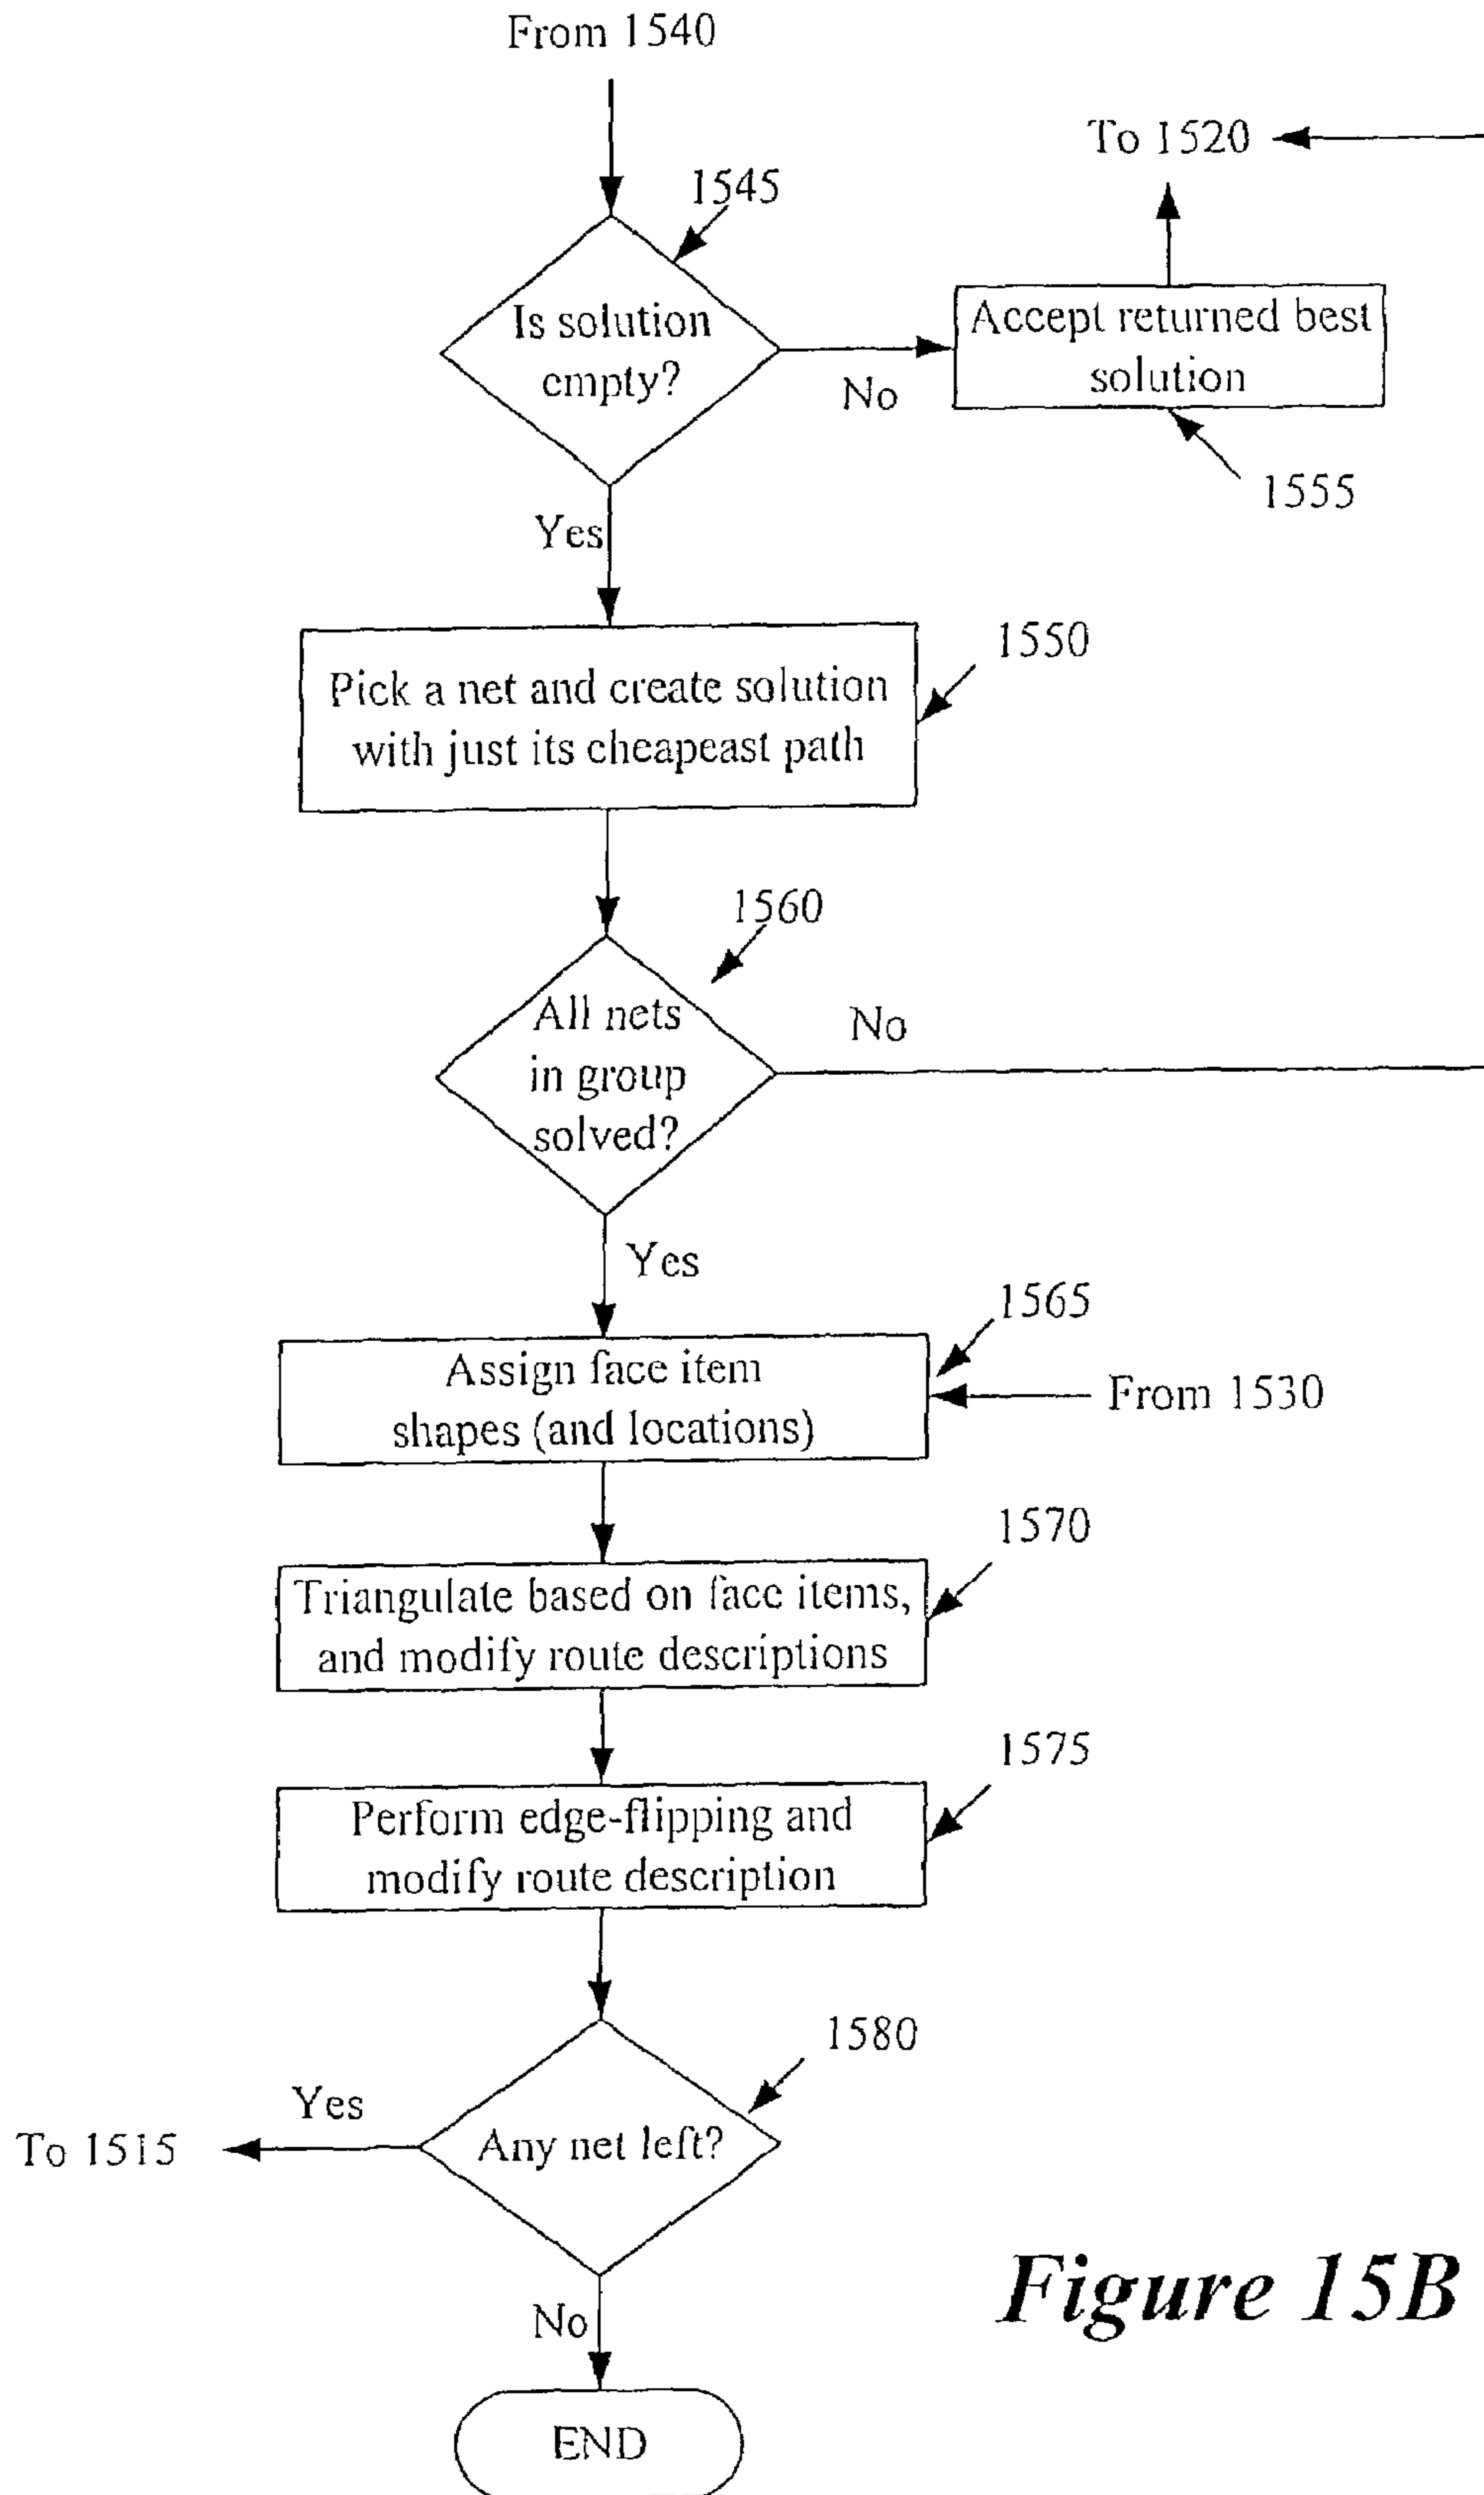 From 1540
To 1520
1545
Is solution
empty?
No
Accept returned best
solution
1555
Yes
1550
Pick a net and create solution
with just its cheapeast path
1560
All nets
in group
solved?
No
Yes
1565
Assign face item
shapes (and locations)
From 1530
1570
Triangulate based on face items,
and modify route descriptions
1575
Perform edge-flipping and
modify route description
1580
Any net left?
Yes
To 1515
No
END
Figure 15B